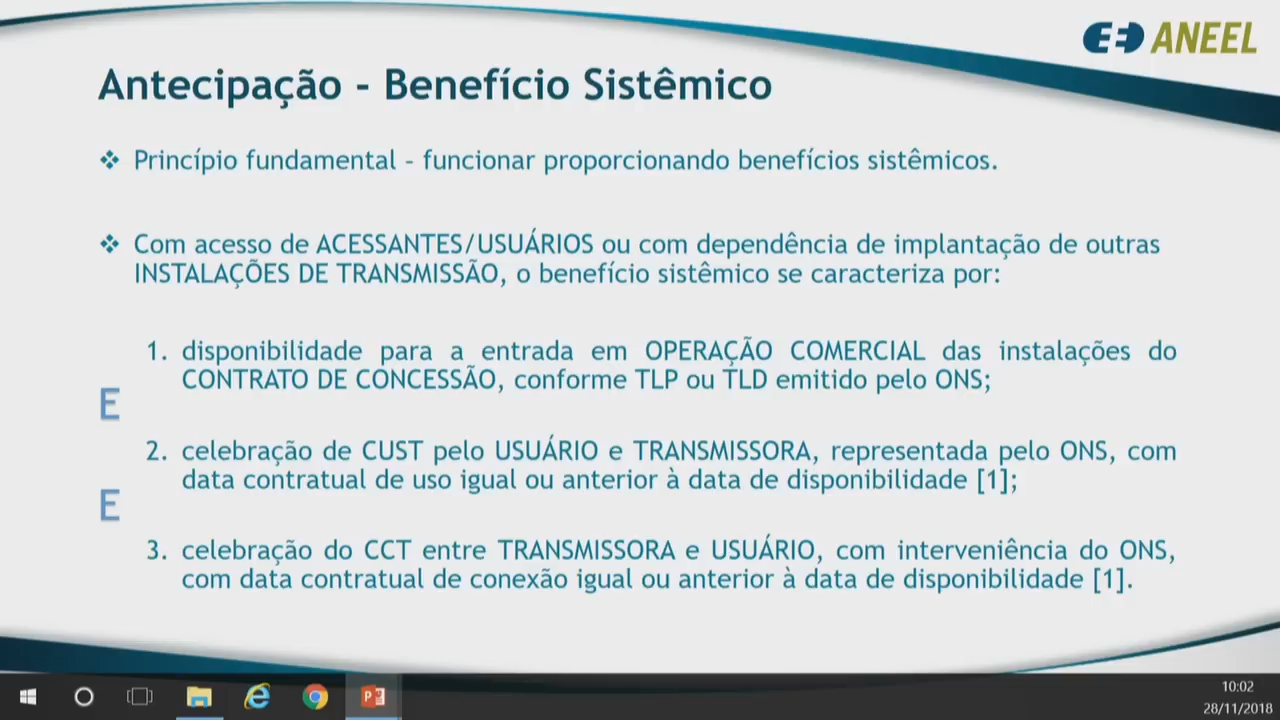 ANEEL
Antecipação - Benefício Sistêmico
❖ Princípio fundamental – funcionar proporcionando benefícios sistêmicos.
❖ Com acesso de ACESSANTES/USUÁRIOS ou com dependência de implantação de outras
INSTALAÇÕES DE TRANSMISSÃO, o benefício sistêmico se caracteriza por:
1. disponibilidade para a entrada em OPERAÇÃO COMERCIAL das instalações do
CONTRATO DE CONCESSÃO, conforme TLP ou TLD emitido pelo ONS;
E
2. celebração de CUST pelo USUÁRIO e TRANSMISSORA, representada pelo ONS, com
data contratual de uso igual ou anterior à data de disponibilidade [1];
E
3. celebração do CCT entre TRANSMISSORA e USUÁRIO, com interveniência do ONS,
com data contratual de conexão igual ou anterior à data de disponibilidade [1].
10:02
28/11/2018